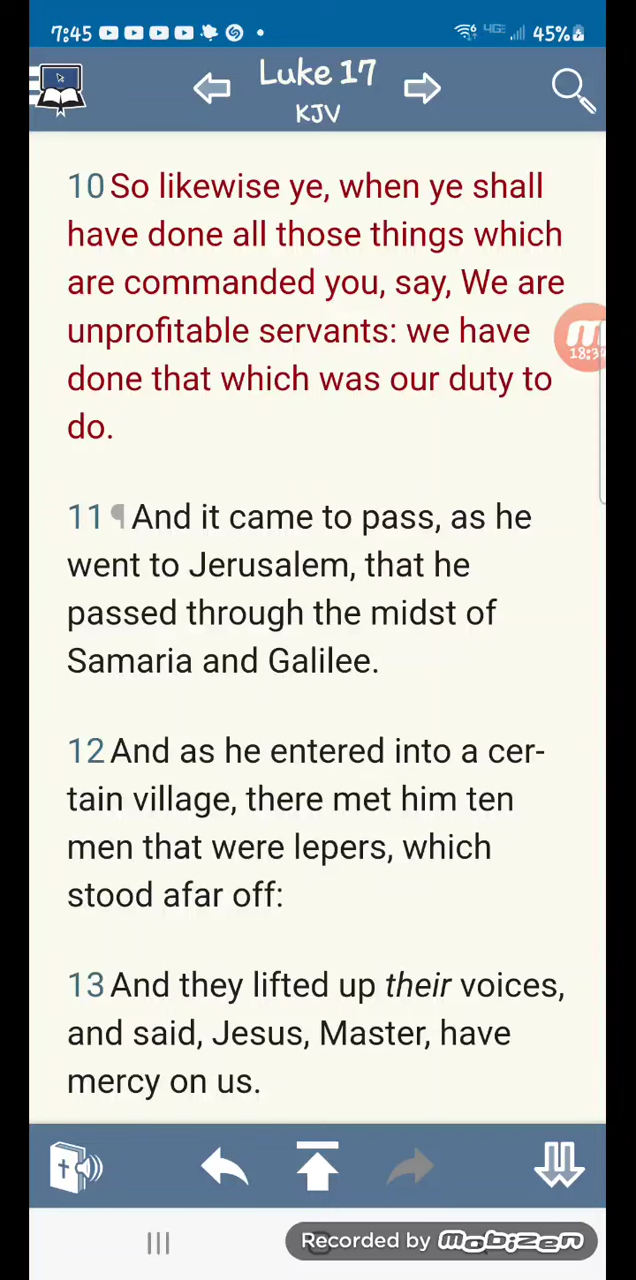 7:45
4GE 45%
Luke 17
KJV
10 So likewise ye, when ye shall
have done all those things which
are commanded you, say, We are
unprofitable servants: we have
done that which was our duty to
do.
18:3
11 ¶ And it came to pass, as he
went to Jerusalem, that he
passed through the midst of
Samaria and Galilee.
12 And as he entered into a cer-
tain village, there met him ten
men that were lepers, which
stood afar off:
13 And they lifted up their voices,
and said, Jesus, Master, have
mercy on us.
Recorded by mobizen